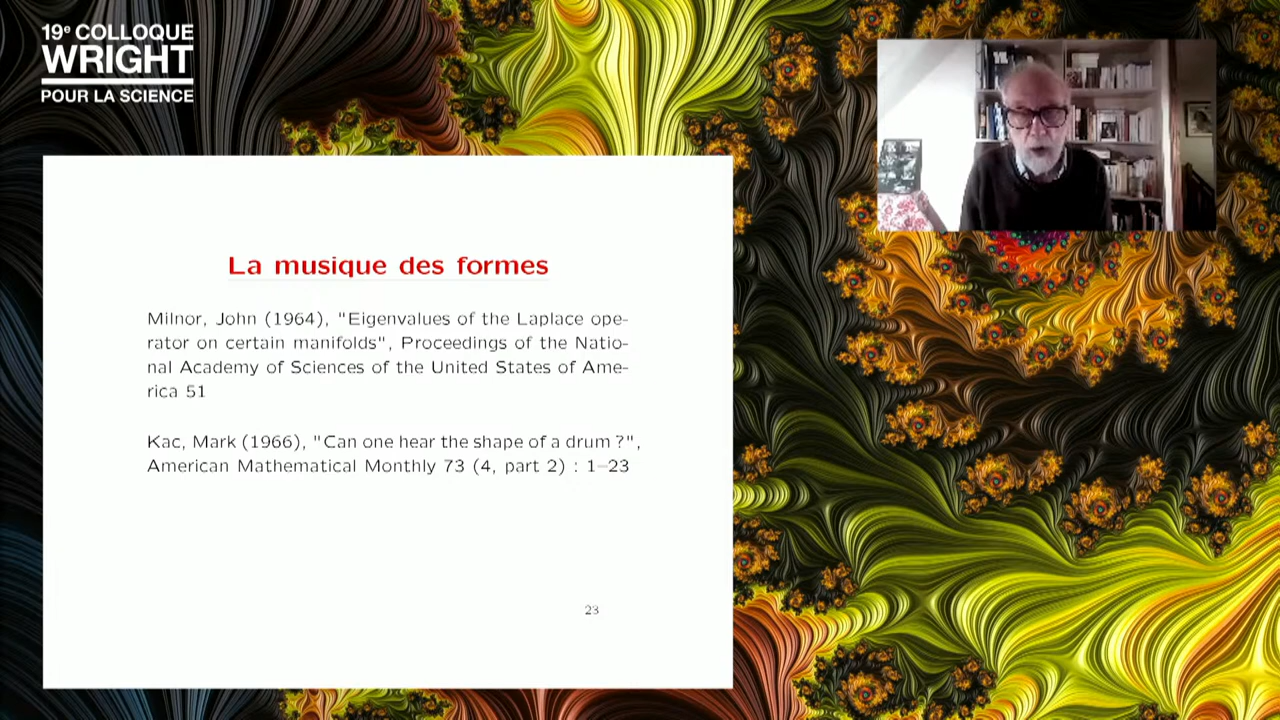 19e COLLOQUE
WRIGHT
POUR LA SCIENCE
La musique des formes
Milnor, John (1964), "Eigenvalues of the Laplace ope-
rator on certain manifolds", Proceedings of the Natio-
nal Academy of Sciences of the United States of Ame-
rica 51
Kac, Mark (1966), "Can one hear the shape of a drum ?",
American Mathematical Monthly 73 (4, part 2) : 1–23
23